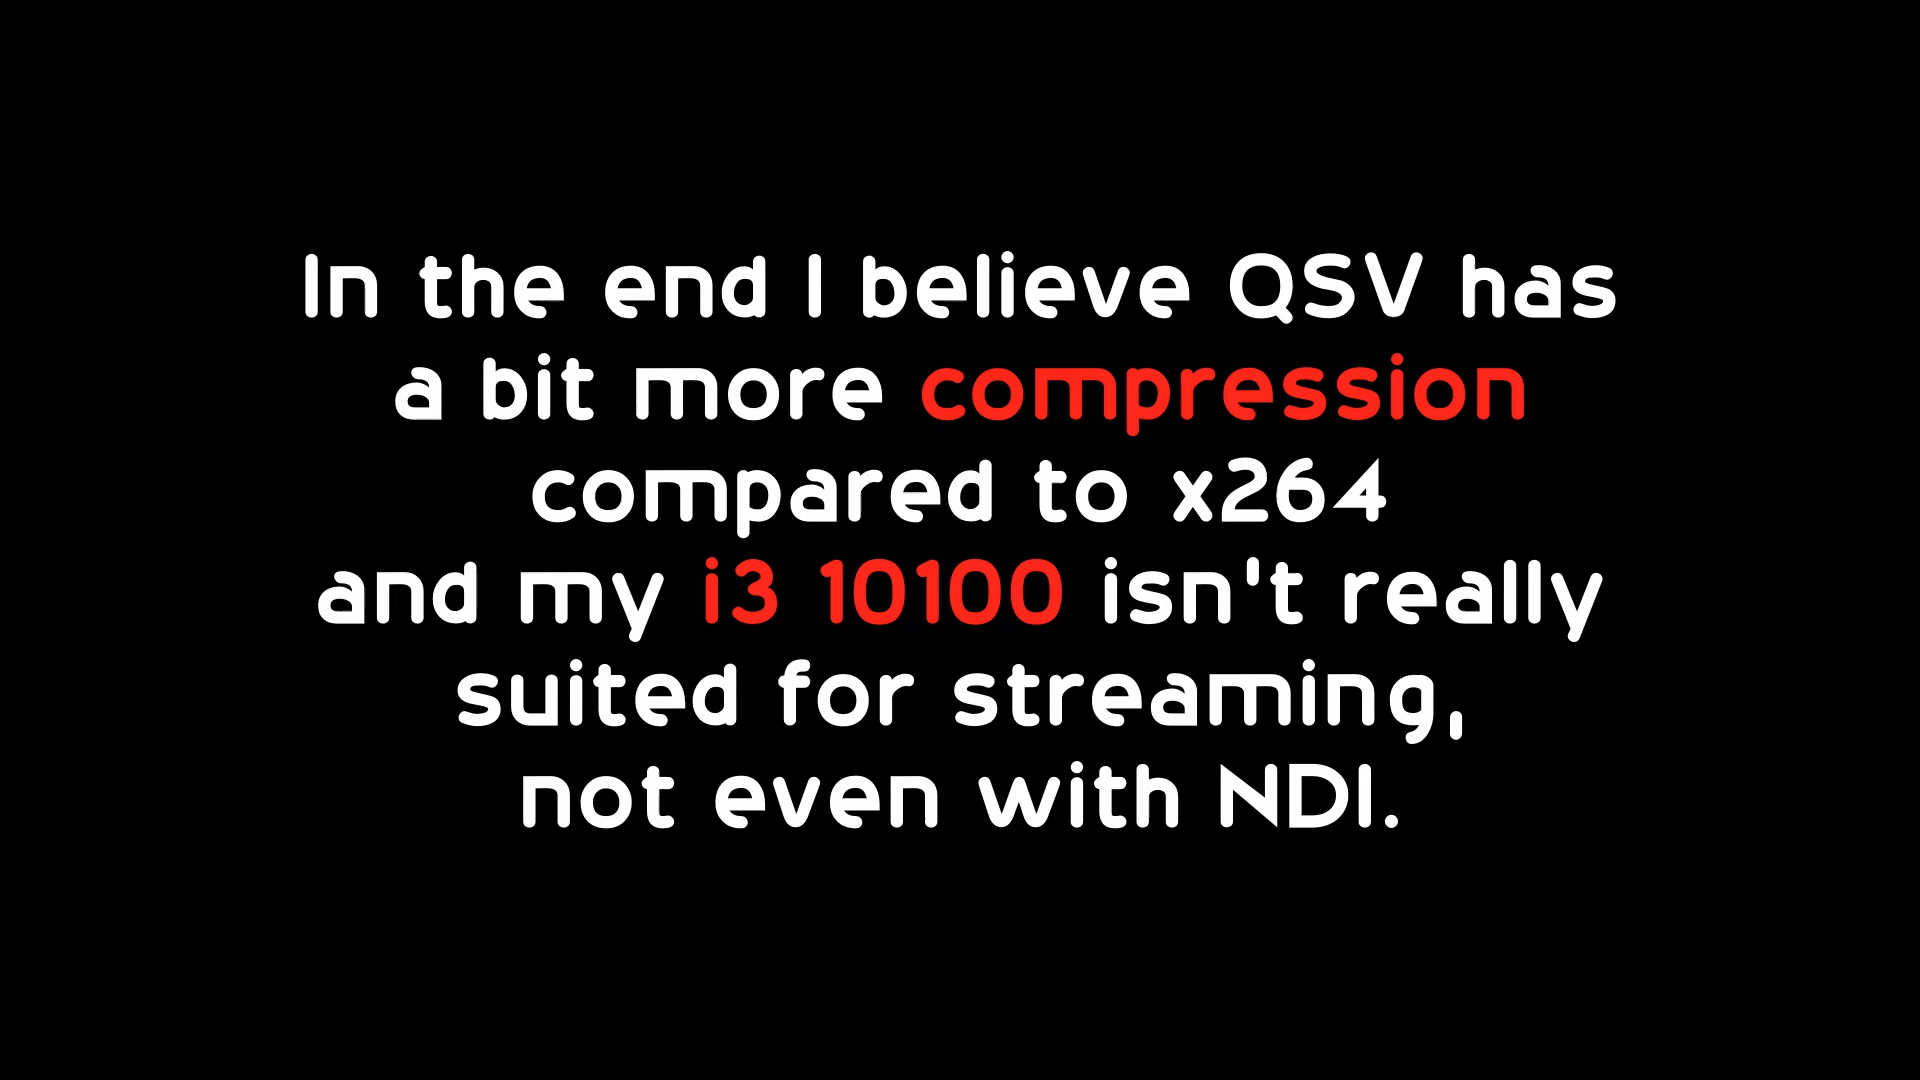 In the end I believe QSV has
a bit more compression
compared to x264
and my i3 10100 isn't really
suited for streaming,
not even with NDI.